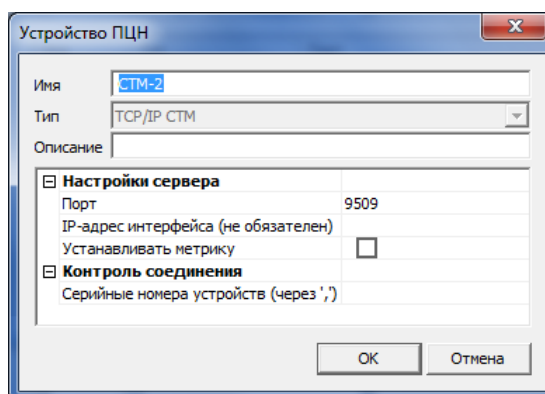 Устройство ПЦН
Имя СТМ-2
Тип TCP/IP СТМ
Описание
Настройки сервера
Порт 9509
IP-адрес интерфейса (не обязателен)
Устанавливать метрику
Контроль соединения
Серийные номера устройств (через ',')
OK Отмена